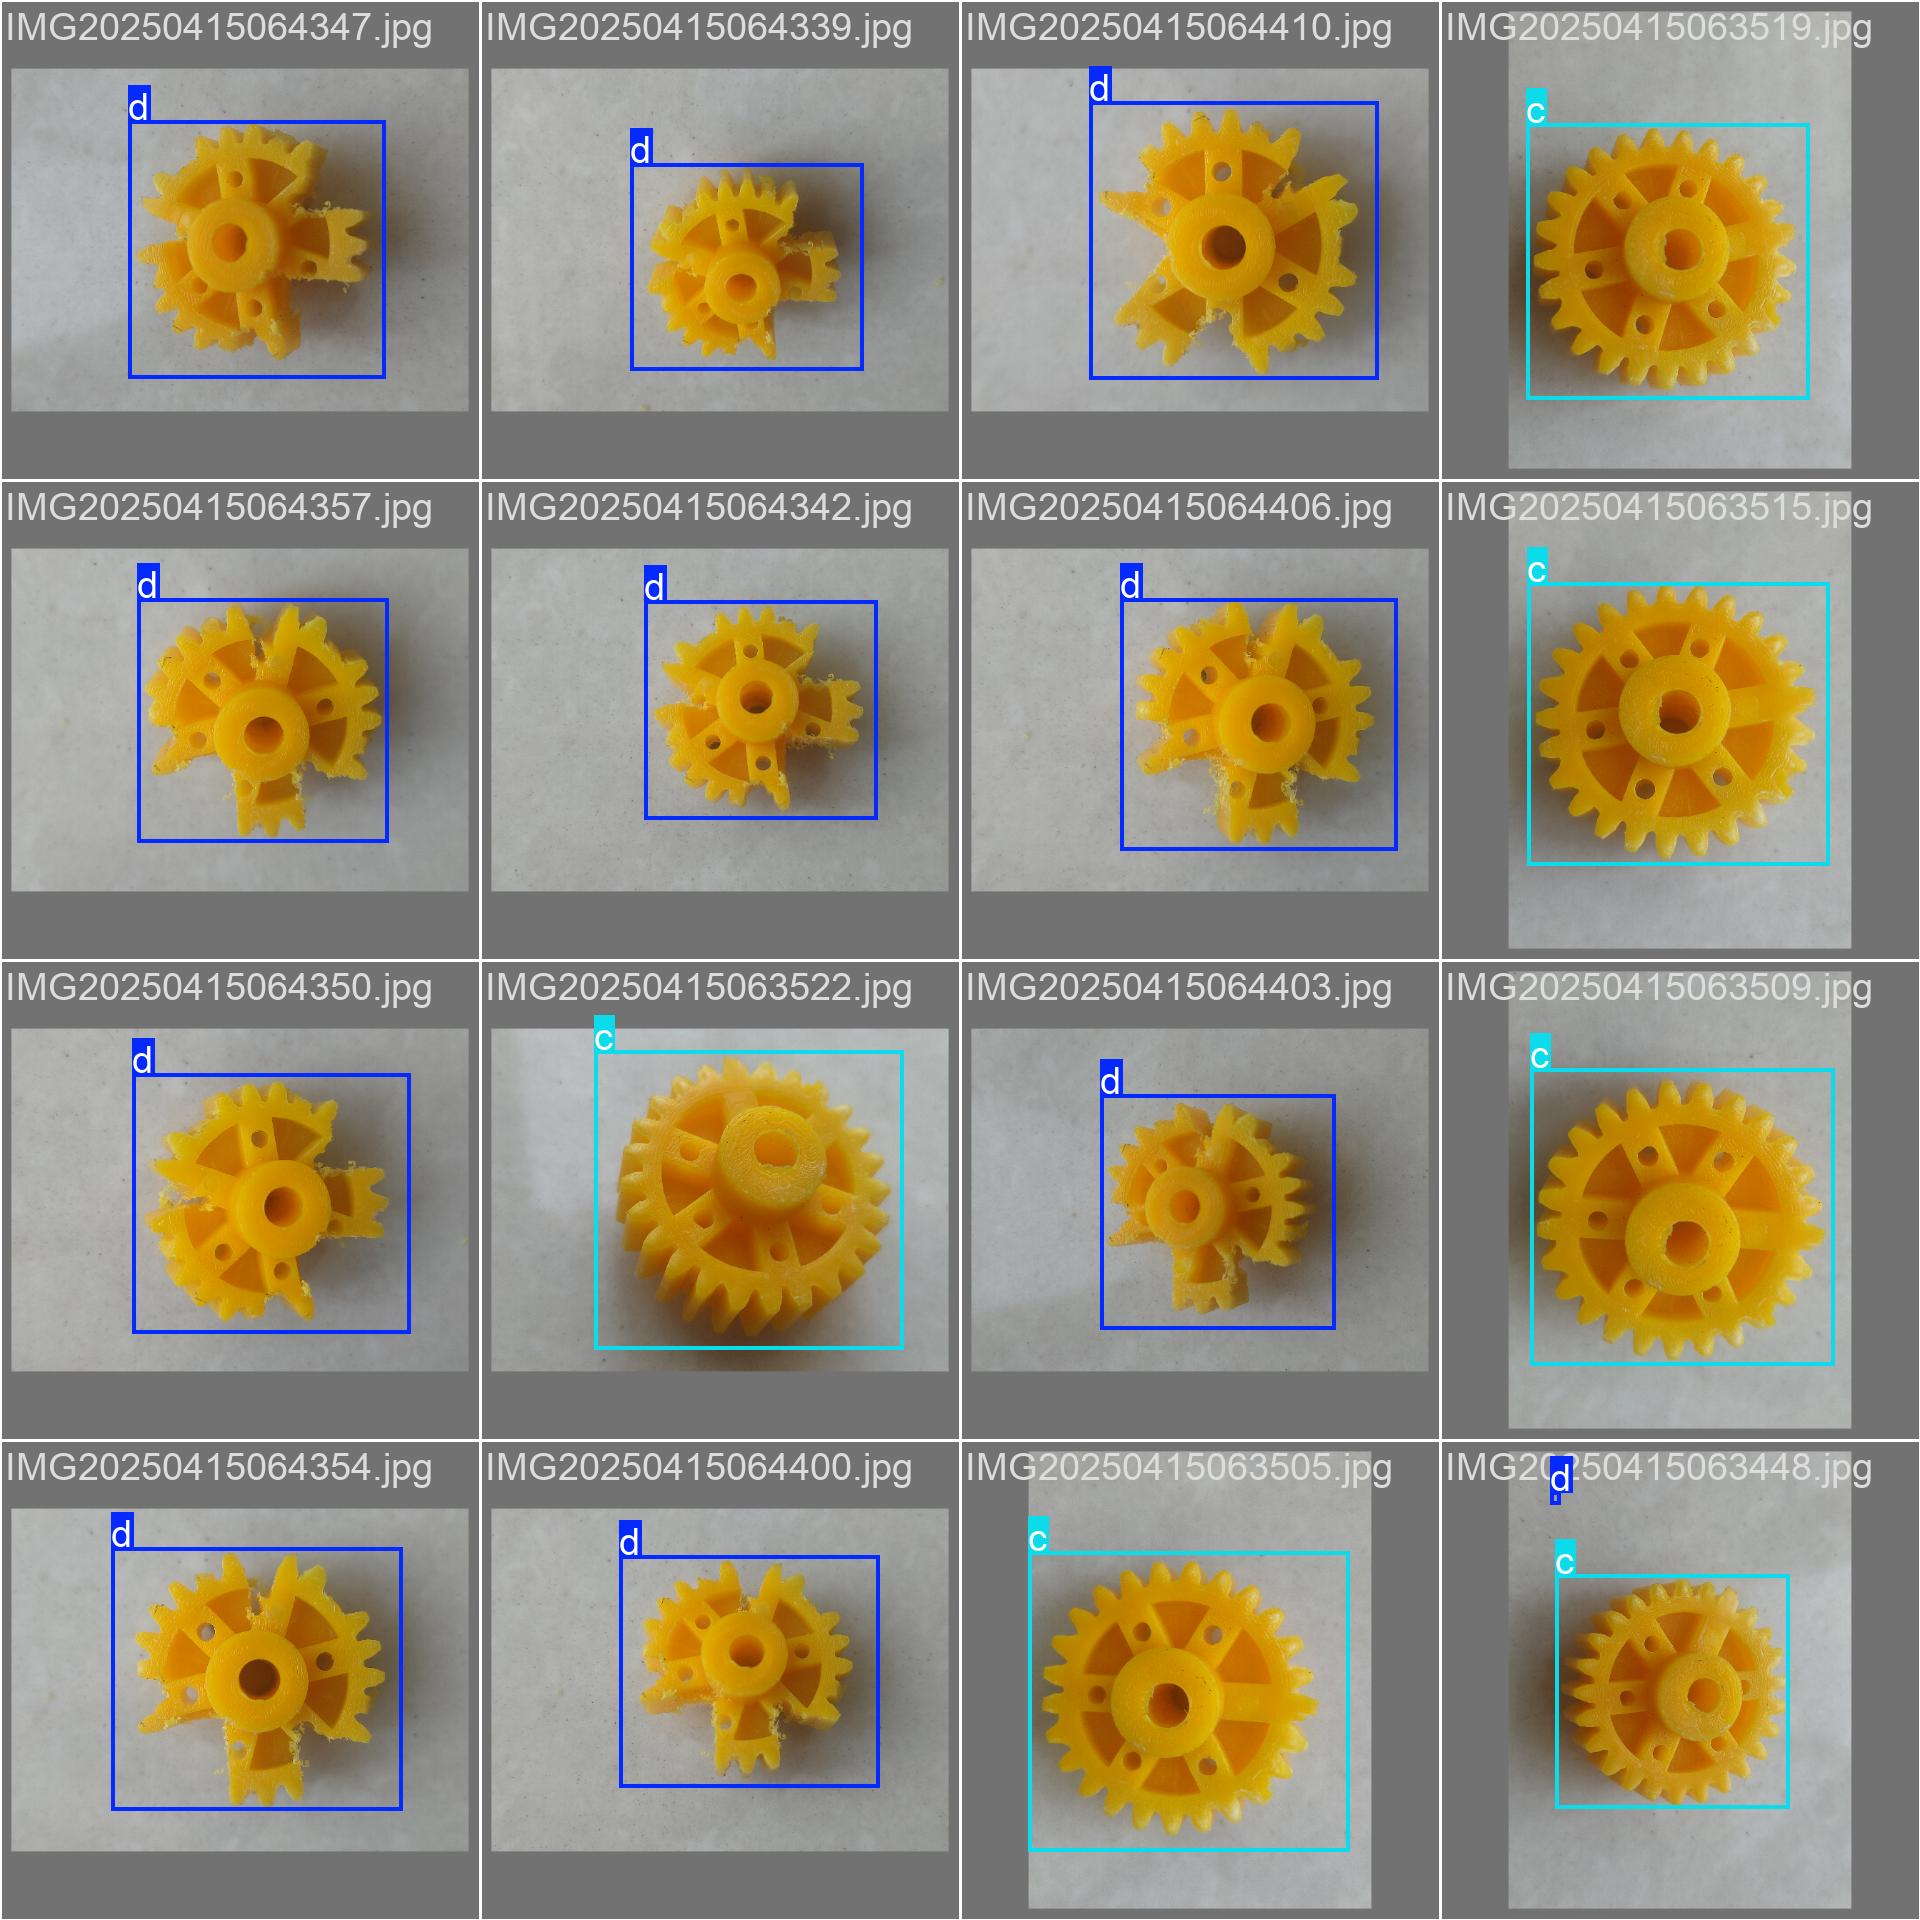 IMG20250415064347.jpg
d
IMG20250415064339.jpg
d
IMG20250415064410.jpg
d
IMG20250415063519.jpg
c
IMG20250415064357.jpg
d
IMG20250415064342.jpg
d
IMG20250415064406.jpg
d
IMG20250415063515.jpg
c
IMG20250415064350.jpg
d
IMG20250415063522.jpg
c
IMG20250415064403.jpg
d
IMG20250415063509.jpg
c
IMG20250415064354.jpg
d
IMG20250415064400.jpg
d
IMG20250415063505.jpg
c
IMG20250415063448.jpg
d
c